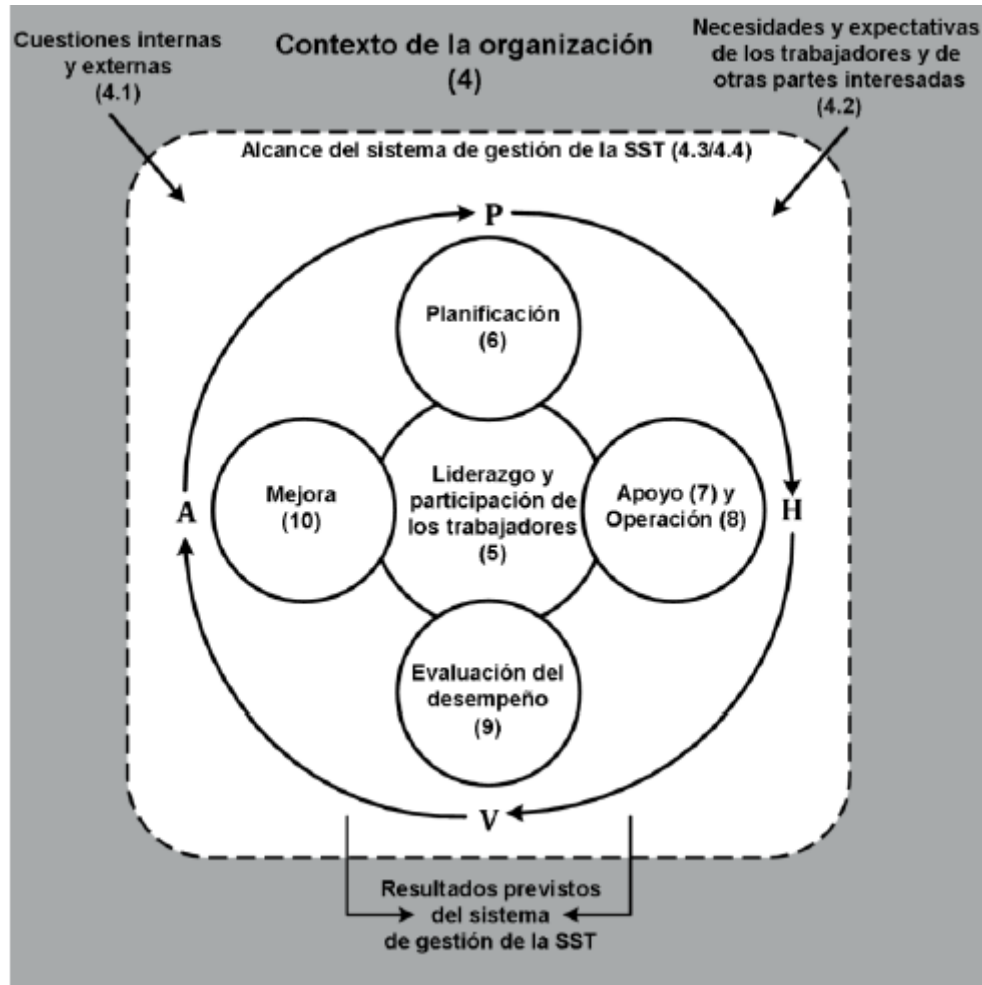 Cuestiones internas
y externas
(4.1)
Contexto de la organización
(4)
Necesidades y expectativas
de los trabajadores y de
otras partes interesadas
(4.2)
Alcance del sistema de gestión de la SST (4.3/4.4)
P
Planificación
(6)
A
Mejora
(10)
Liderazgo y
participación de
los trabajadores
(5)
Apoyo (7) y
Operación (8)
H
Evaluación del
desempeño
(9)
V
Resultados previstos
del sistema
de gestión de la SST